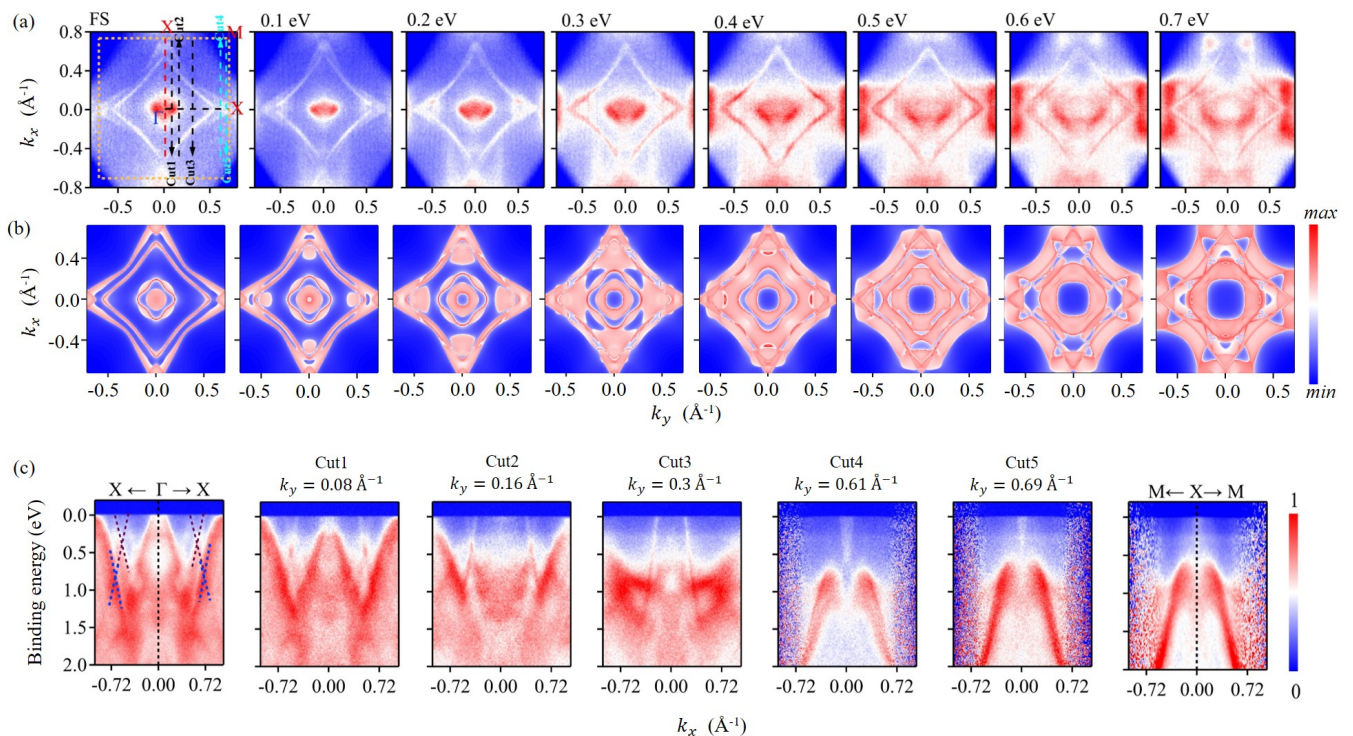 (a)
FS
0.1 eV
0.2 eV
0.3 eV
0.4 eV
0.5 eV
0.6 eV
0.7 eV
X
Cut2
M
Cut4
Γ
X
Cut1
Cut3
0.8
0.4
0.0
-0.4
-0.8
k_x (Å⁻¹)
-0.5 0.0 0.5
-0.5 0.0 0.5
-0.5 0.0 0.5
-0.5 0.0 0.5
-0.5 0.0 0.5
-0.5 0.0 0.5
-0.5 0.0 0.5
-0.5 0.0 0.5
(b)
0.4
0.0
-0.4
k_x (Å⁻¹)
-0.5 0.0 0.5
-0.5 0.0 0.5
-0.5 0.0 0.5
-0.5 0.0 0.5
-0.5 0.0 0.5
-0.5 0.0 0.5
-0.5 0.0 0.5
-0.5 0.0 0.5
k_y (Å⁻¹)
max
min
(c)
X ← Γ → X
Cut1
k_y = 0.08 Å⁻¹
Cut2
k_y = 0.16 Å⁻¹
Cut3
k_y = 0.3 Å⁻¹
Cut4
k_y = 0.61 Å⁻¹
Cut5
k_y = 0.69 Å⁻¹
M← X→ M
Binding energy (eV)
0.0
0.5
1.0
1.5
2.0
-0.72 0.00 0.72
-0.72 0.00 0.72
-0.72 0.00 0.72
-0.72 0.00 0.72
-0.72 0.00 0.72
-0.72 0.00 0.72
-0.72 0.00 0.72
k_x (Å⁻¹)
1
0